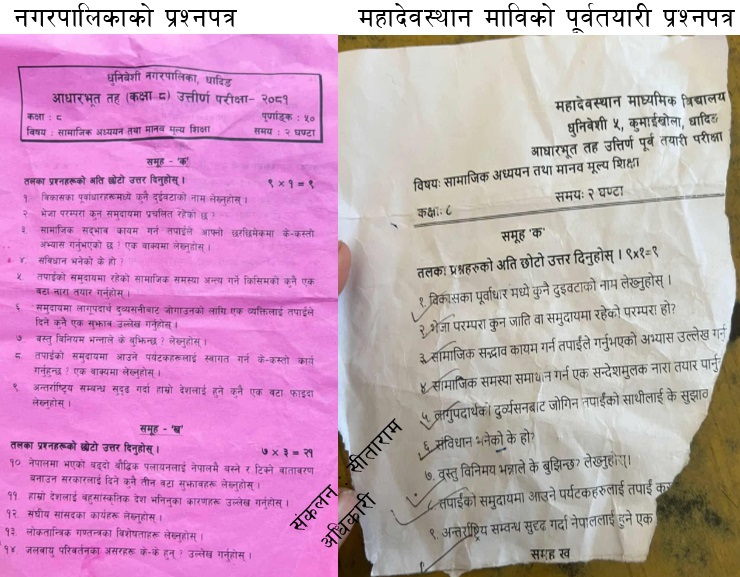 नगरपालिकाको प्रश्नपत्र
महादेवस्थान माविको पूर्वतयारी प्रश्नपत्र
धुनिबेशी नगरपालिका, धादिङ
आधारभूत तह (कक्षा ८) उत्तीर्ण परीक्षा- २०८१
कक्षा : ८
पूर्णाङ्क : ५०
विषय : सामाजिक अध्ययन तथा मानव मूल्य शिक्षा
समय : २ घण्टा
समूह - 'क'
तलका प्रश्नहरूको अति छोटो उत्तर दिनुहोस् ।
९ × १ = ९
१. विकासका पूर्वाधारहरूमध्ये कुनै दुईवटाको नाम लेख्नुहोस् ।
२ भेजा परम्परा कुन समुदायमा प्रचलित रहेको छ ?
३ सामाजिक सद्भाव कायम गर्न तपाईंले आफ्नो छरछिमेकमा के-कस्तो
अभ्यास गर्नुभएको छ ? एक वाक्यमा लेख्नुहोस् ।
४. संविधान भनेको के हो ?
५ तपाईंको समुदायमा रहेको सामाजिक समस्या अन्त्य गर्ने किसिमको कुनै एक
वटा नारा तयार गर्नुहोस् ।
६ समुदायमा लागुपदार्थ दुव्यसनीबाट जोगाउनको लागि एक व्यक्तिलाई तपाईंले
दिने कुनै एक सुझाव उल्लेख गर्नुहोस् ।
७ वस्तु विनिमय भन्नाले के बुझिन्छ ? लेख्नुहोस् ।
८ तपाईंको समुदायमा आउने पर्यटकहरूलाई स्वागत गर्न के-कस्तो कार्य
गर्नुहुन्छ ? एक वाक्यमा लेख्नुहोस् ।
९ अन्तर्राष्ट्रिय सम्बन्ध सुदृढ गर्दा हाम्रो देशलाई हुने कुनै एक वटा फाइदा
लेख्नुहोस् ।
समूह - 'ख'
तलका प्रश्नहरूको छोटो उत्तर दिनुहोस् ।
७ × ३ = २१
१० नेपालमा भएको बढ्दो बौद्धिक पलायनलाई नेपालमै बस्ने र टिक्ने वातावरण
बनाउन सरकारलाई दिने कुनै तीन वटा सुझावहरू लेख्नुहोस् ।
११ हाम्रो देशलाई बहुसांस्कृतिक देश भनिनुका कारणहरू उल्लेख गर्नुहोस् ।
१२ संघीय सांसदका कार्यहरू लेख्नुहोस् ।
१३ लोकतान्त्रिक गणतन्त्रका विशेषताहरू लेख्नुहोस् ।
१४ जलवायु परिवर्तनका असरहरू के-के हुन् ? उल्लेख गर्नुहोस् ।
महादेवस्थान माध्यमिक विद्यालय
धुनिबेशी ५, कुमाईखोला, धादिङ
आधारभूत तह उत्तिर्ण पूर्व तयारी परीक्षा
विषयः सामाजिक अध्ययन तथा मानव मूल्य शिक्षा
समयः २ घण्टा
कक्षाः ८
समूह 'क'
तलका प्रश्नहरुको अति छोटो उत्तर दिनुहोस् । ९x१=९
१. विकासका पूर्वाधार मध्ये कुनै दुइवटाको नाम लेख्नुहोस् ।
२. भेजा परम्परा कुन जाति वा समुदायमा रहेको परम्परा हो?
३. सामाजिक सद्भाव कायम गर्न तपाईंले गर्नुभएको अभ्यास उल्लेख गर्नु
४. सामाजिक समस्या समाधान गर्न एक सन्देशमुलक नारा तयार पार्नु
५. लागुपदार्थको दुर्व्यसनबाट जोगिन तपाईंको साथीलाई के सुझाव
६. संविधान भनेको के हो?
७. वस्तु विनिमय भन्नाले के बुझिन्छ? लेख्नुहोस्।
८. तपाईंको समुदायमा आउने पर्यटकहरुलाई तपाईं
९. अन्तर्राष्ट्रिय सम्वन्ध सुदृढ गर्दा नेपाललाई हुने एक
समूह ख
संकलन सीताराम
अधिकारी